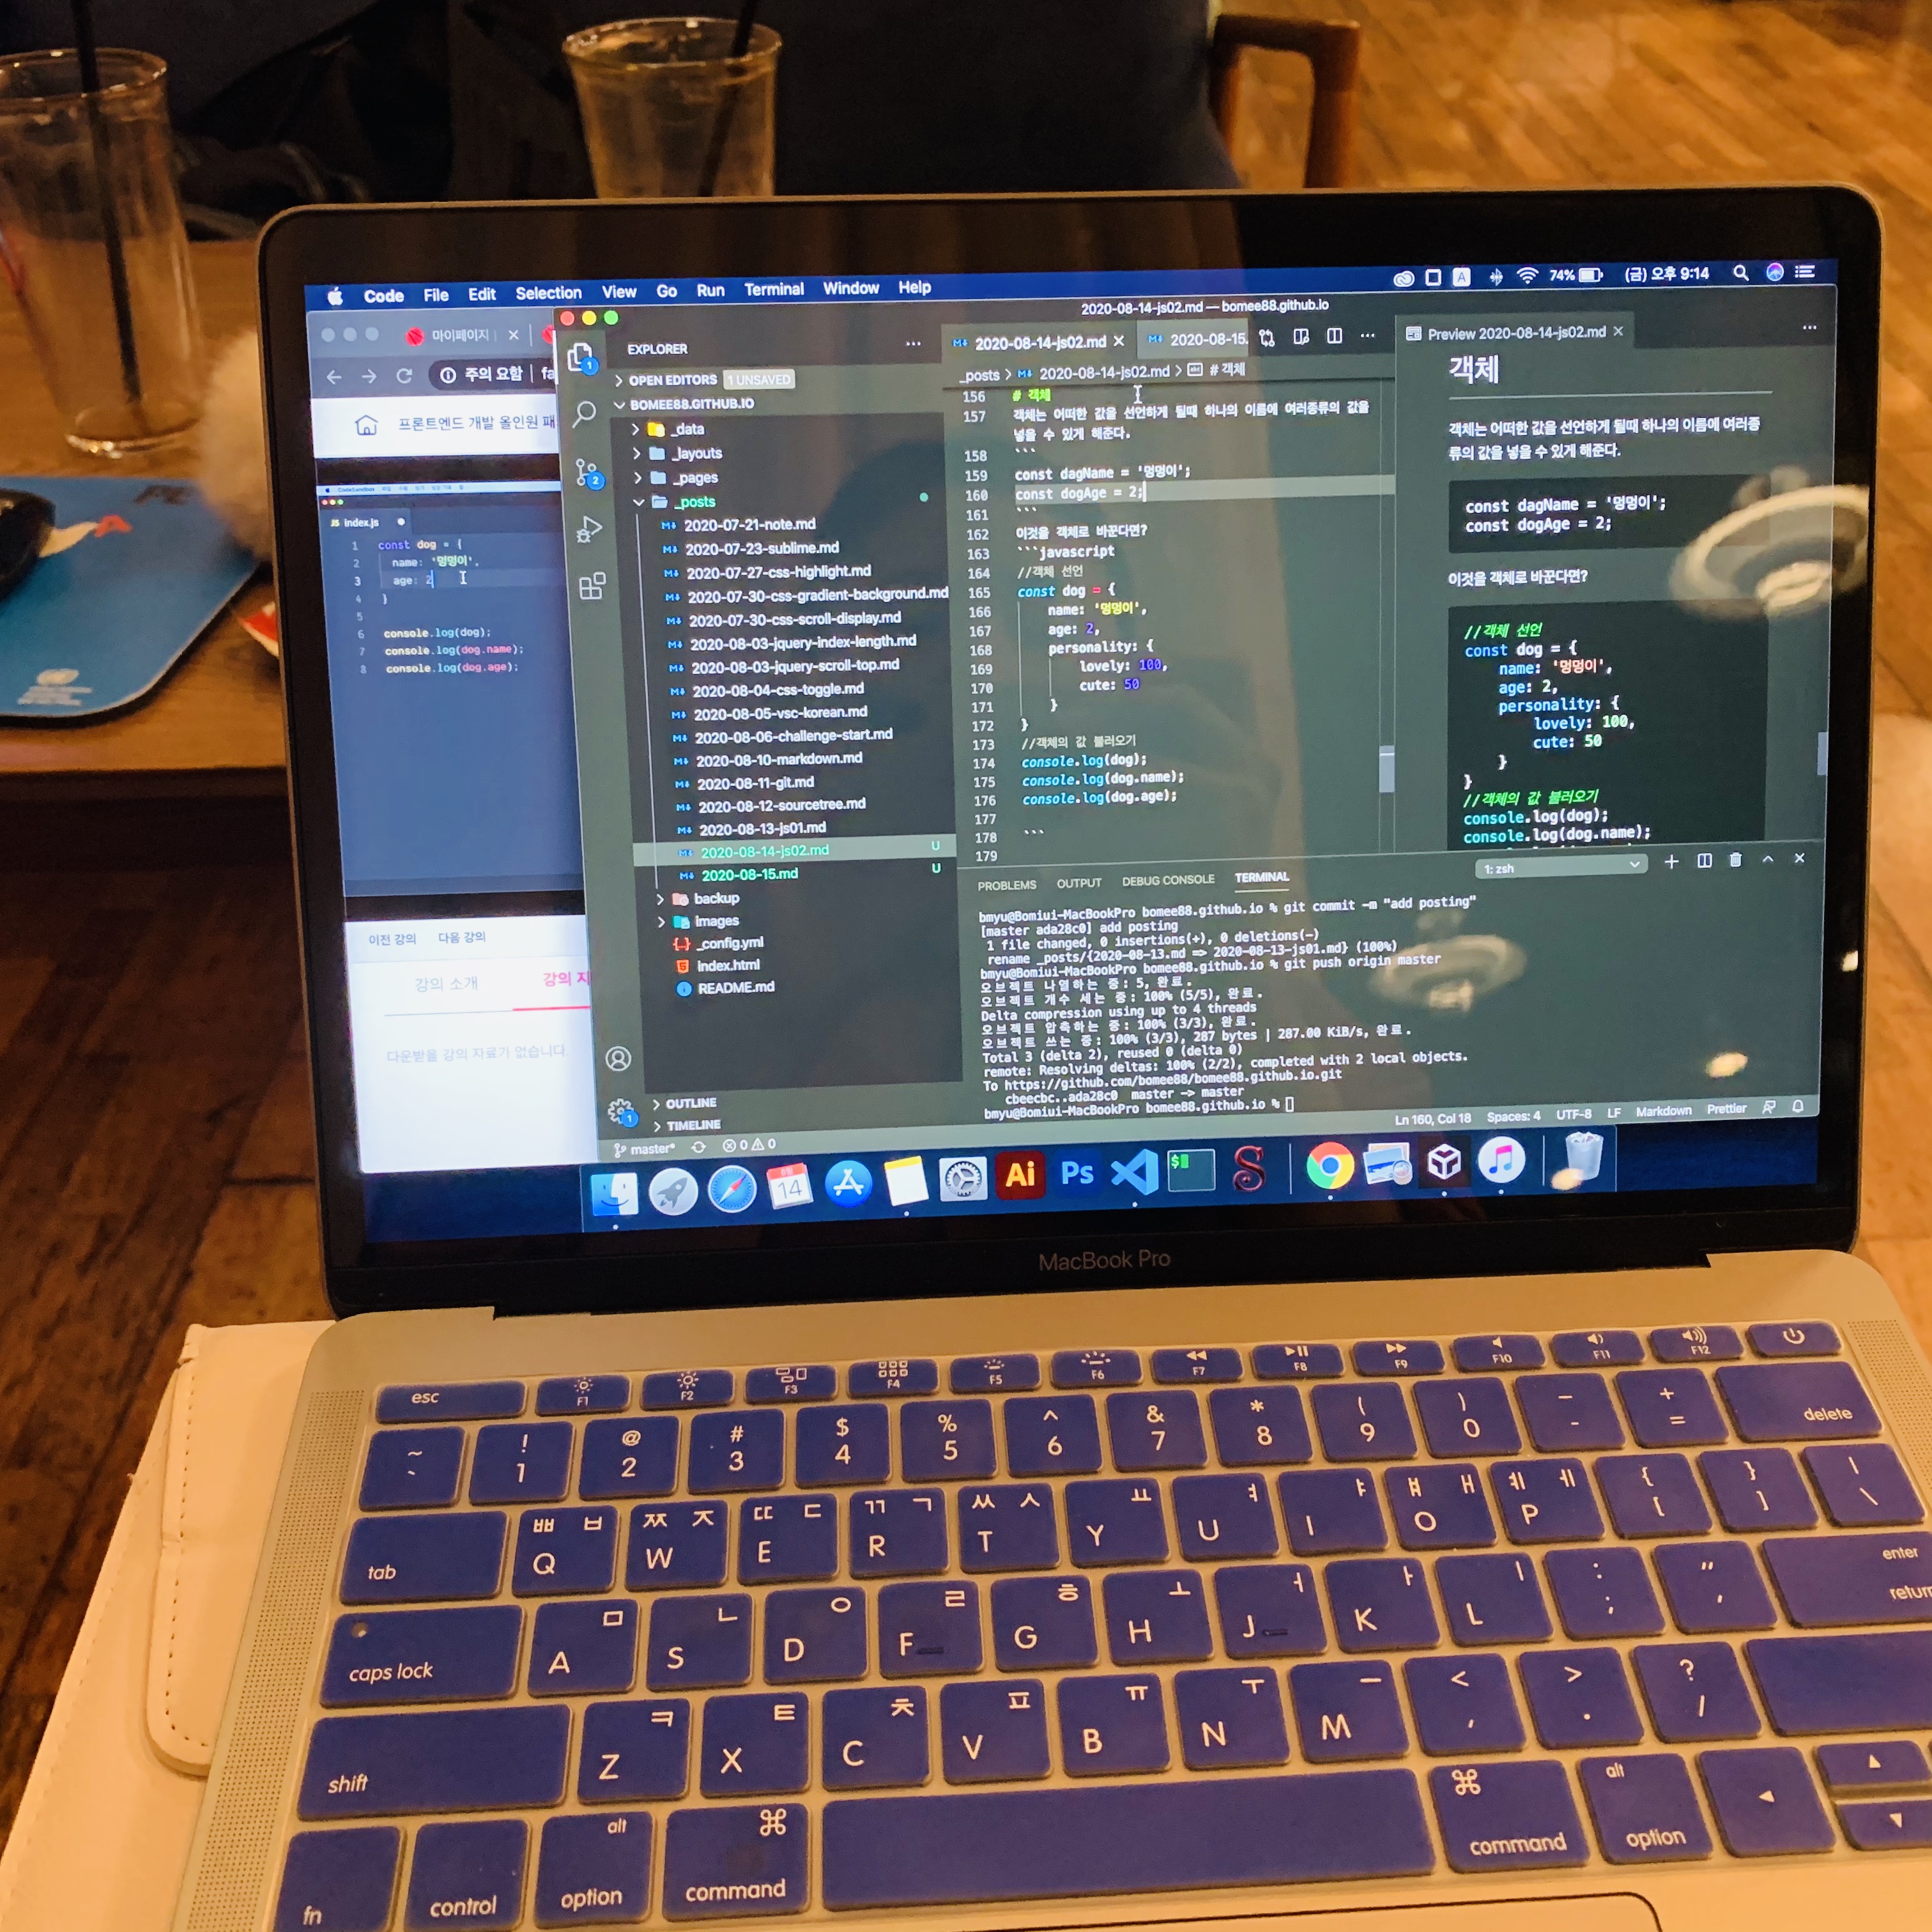 Code File Edit Selection View Go Run Terminal Window Help
A 74% (금) 오후 9:14
2020-08-14-js02.md — bomee88.github.io
마이페이지
주의 요함 | fa
프론트엔드 개발 올인원 패
index.js
1 const dog = {
2 name: '멍멍이',
3 age: 2
4 }
5
6 console.log(dog);
7 console.log(dog.name);
8 console.log(dog.age);
이전 강의 다음 강의
강의 소개 강의 자
다운받을 강의 자료가 없습니다.
EXPLORER
OPEN EDITORS 1 UNSAVED
BOMEE88.GITHUB.IO
_data
_layouts
_pages
_posts
2020-07-21-note.md
2020-07-23-sublime.md
2020-07-27-css-highlight.md
2020-07-30-css-gradient-background.md
2020-07-30-css-scroll-display.md
2020-08-03-jquery-index-length.md
2020-08-03-jquery-scroll-top.md
2020-08-04-css-toggle.md
2020-08-05-vsc-korean.md
2020-08-06-challenge-start.md
2020-08-10-markdown.md
2020-08-11-git.md
2020-08-12-sourcetree.md
2020-08-13-js01.md
2020-08-14-js02.md U
2020-08-15.md U
backup
images
_config.yml
index.html
README.md
OUTLINE
TIMELINE
2020-08-14-js02.md 2020-08-15.
_posts > 2020-08-14-js02.md > # 객체
156 # 객체
157 객체는 어떠한 값을 선언하게 될때 하나의 이름에 여러종류의 값을
넣을 수 있게 해준다.
158 ```
159 const dagName = '멍멍이';
160 const dogAge = 2;
161 ```
162 이것을 객체로 바꾼다면?
163 ```javascript
164 //객체 선언
165 const dog = {
166 name: '멍멍이',
167 age: 2,
168 personality: {
169 lovely: 100,
170 cute: 50
171 }
172 }
173 //객체의 값 불러오기
174 console.log(dog);
175 console.log(dog.name);
176 console.log(dog.age);
177
178 ```
179
Preview 2020-08-14-js02.md
객체
객체는 어떠한 값을 선언하게 될때 하나의 이름에 여러종
류의 값을 넣을 수 있게 해준다.
const dagName = '멍멍이';
const dogAge = 2;
이것을 객체로 바꾼다면?
//객체 선언
const dog = {
name: '멍멍이',
age: 2,
personality: {
lovely: 100,
cute: 50
}
}
//객체의 값 불러오기
console.log(dog);
console.log(dog.name);
PROBLEMS OUTPUT DEBUG CONSOLE TERMINAL 1: zsh
bmyu@Bomiui-MacBookPro bomee88.github.io % git commit -m "add posting"
[master ada28c0] add posting
1 file changed, 0 insertions(+), 0 deletions(-)
rename _posts/{2020-08-13.md => 2020-08-13-js01.md} (100%)
bmyu@Bomiui-MacBookPro bomee88.github.io % git push origin master
오브젝트 나열하는 중: 5, 완료.
오브젝트 개수 세는 중: 100% (5/5), 완료.
Delta compression using up to 4 threads
오브젝트 압축하는 중: 100% (3/3), 완료.
오브젝트 쓰는 중: 100% (3/3), 287 bytes | 287.00 KiB/s, 완료.
Total 3 (delta 2), reused 0 (delta 0)
remote: Resolving deltas: 100% (2/2), completed with 2 local objects.
To https://github.com/bomee88/bomee88.github.io.git
cbeecbc..ada28c0 master -> master
bmyu@Bomiui-MacBookPro bomee88.github.io %
master* 0 0 Ln 160, Col 18 Spaces: 4 UTF-8 LF Markdown Prettier
14 Ai Ps
MacBook Pro
esc F1 F2 F3 F4 F5 F6 F7 F8 F9 F10 F11 F12
~ ! @ # $ % ^ & * ( ) _ +
` 1 2 3 4 5 6 7 8 9 0 - = delete
ㅃ ㅂ ㅉ ㅈ ㄸ ㄷ ㄲ ㄱ ㅆ ㅅ ㅛ ㅕ ㅑ ㅒ ㅐ ㅖ ㅔ { } |
tab Q W E R T Y U I O P [ ] \
ㅁ ㄴ ㅇ ㄹ ㅎ ㅗ ㅓ ㅏ ㅣ : " enter
caps lock A S D F G H J K L ; ' return
ㅋ ㅌ ㅊ ㅍ ㅠ ㅜ ㅡ < > ?
shift Z X C V B N M , . /
alt ⌘ ⌘ alt
fn control option command command option